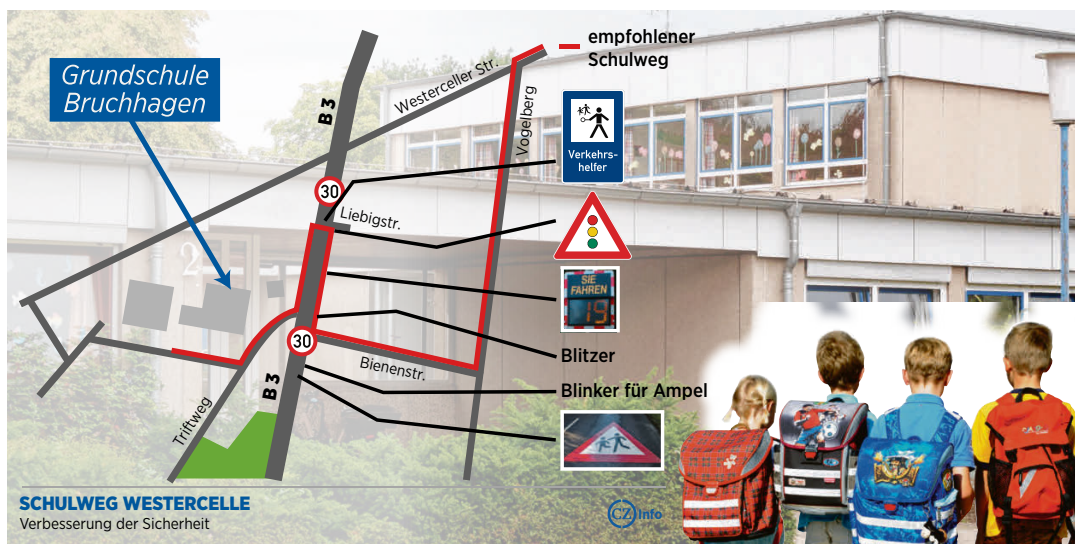 Grundschule
Bruchhagen
B 3
Westerceller Str.
Vogelberg
empfohlener
Schulweg
Verkehrs-
helfer
30
Liebigstr.
2
SIE
FAHREN
19
Blitzer
30
Bienenstr.
Blinker für Ampel
B 3
Triftweg
SCHULWEG WESTERCELLE
Verbesserung der Sicherheit
CZ Info